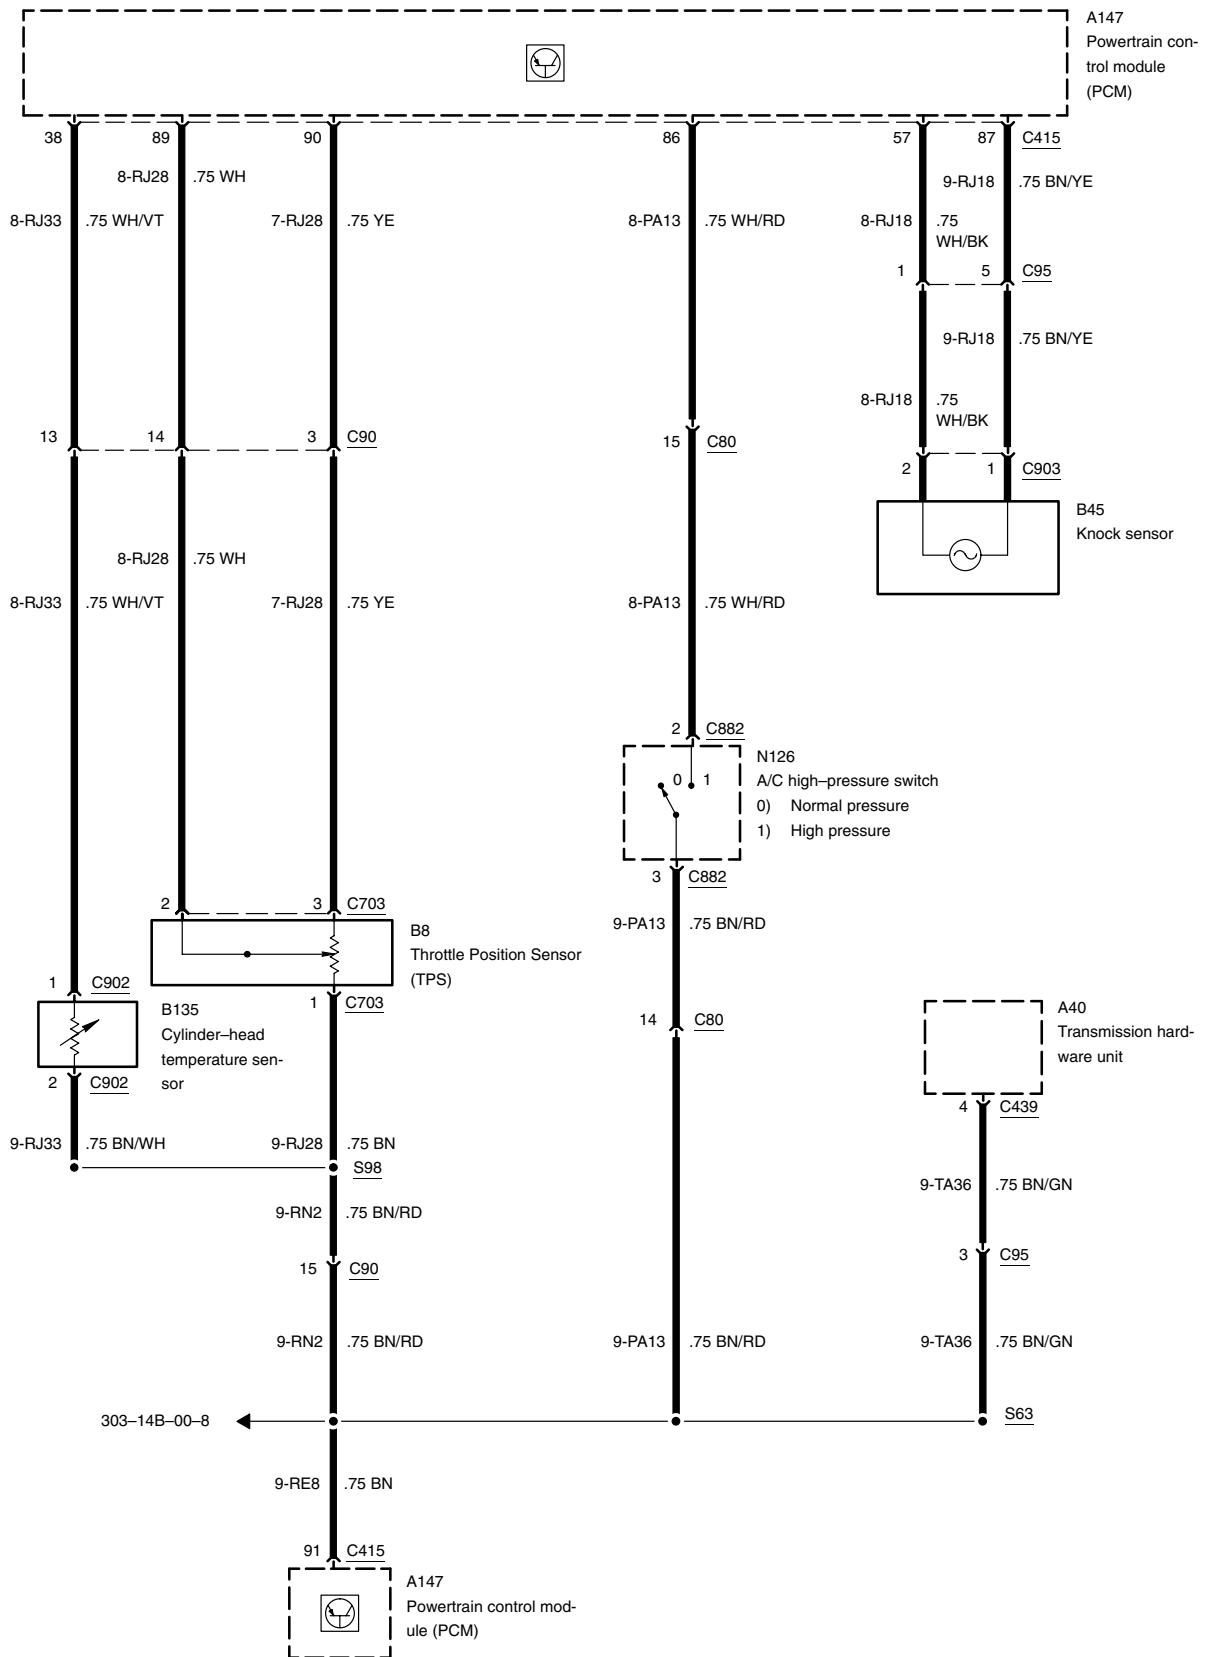 A147
Powertrain con-
trol module
(PCM)
38 89 90 86 57 87 C415
8-RJ28 .75 WH 9-RJ18 .75 BN/YE
8-RJ33 .75 WH/VT 7-RJ28 .75 YE 8-PA13 .75 WH/RD 8-RJ18 .75
WH/BK
1 5 C95
9-RJ18 .75 BN/YE
8-RJ18 .75
WH/BK
13 14 3 C90 15 C80
2 1 C903
B45
Knock sensor
8-RJ28 .75 WH
8-RJ33 .75 WH/VT 7-RJ28 .75 YE 8-PA13 .75 WH/RD
2 C882
N126
0 1 A/C high–pressure switch
0) Normal pressure
1) High pressure
3 C882
2 3 C703
9-PA13 .75 BN/RD
B8
Throttle Position Sensor
(TPS)
1 C902
1 C703
B135
Cylinder–head
temperature sen-
sor
14 C80
A40
Transmission hard-
ware unit
2 C902
4 C439
9-RJ33 .75 BN/WH 9-RJ28 .75 BN
S98
9-TA36 .75 BN/GN
9-RN2 .75 BN/RD
3 C95
15 C90
9-RN2 .75 BN/RD 9-PA13 .75 BN/RD 9-TA36 .75 BN/GN
303–14B–00–8 S63
9-RE8 .75 BN
91 C415
A147
Powertrain control mod-
ule (PCM)